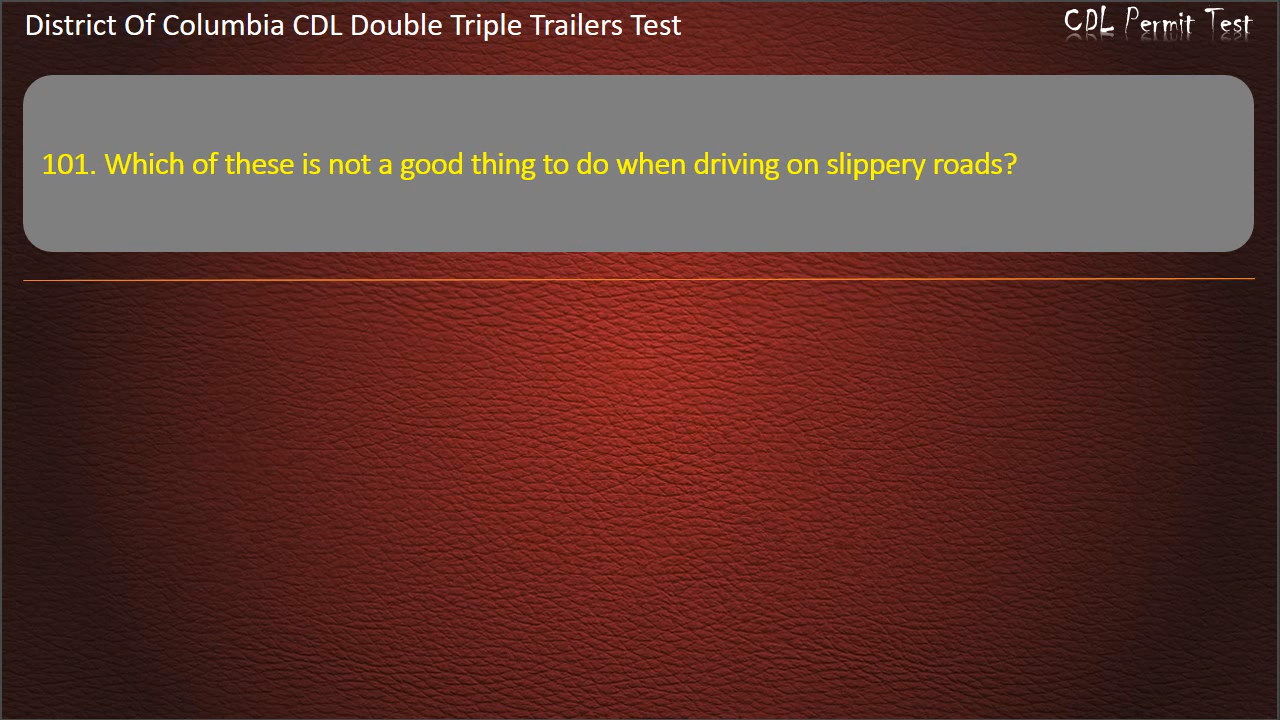 District Of Columbia CDL Double Triple Trailers Test
CDL Permit Test
101. Which of these is not a good thing to do when driving on slippery roads?